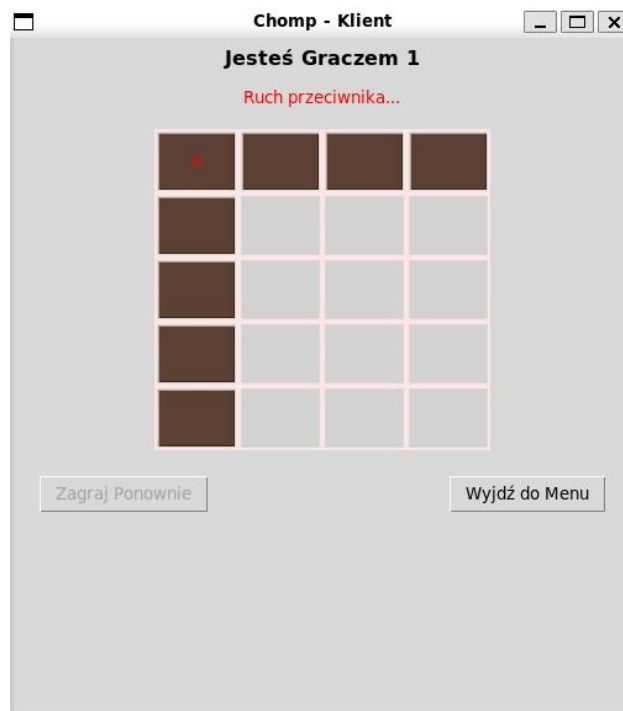 Chomp - Klient
Jesteś Graczem 1
Ruch przeciwnika...
Zagraj Ponownie
Wyjdź do Menu